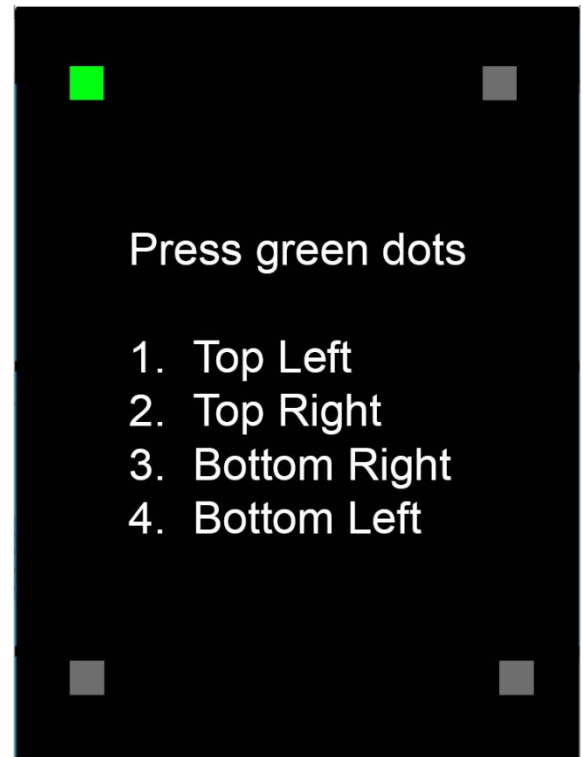 Press green dots
1. Top Left
2. Top Right
3. Bottom Right
4. Bottom Left